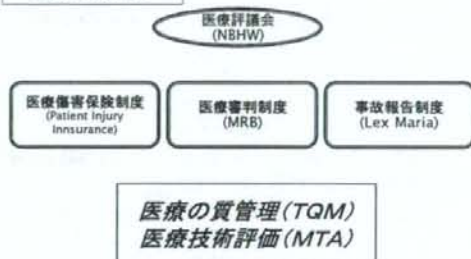 医療評議会
(NBHW)
医療傷害保険制度
(Patient Injury
Innsurance)
医療審判制度
(MRB)
事故報告制度
(Lex Maria)
医療の質管理(TQM)
医療技術評価(MTA)